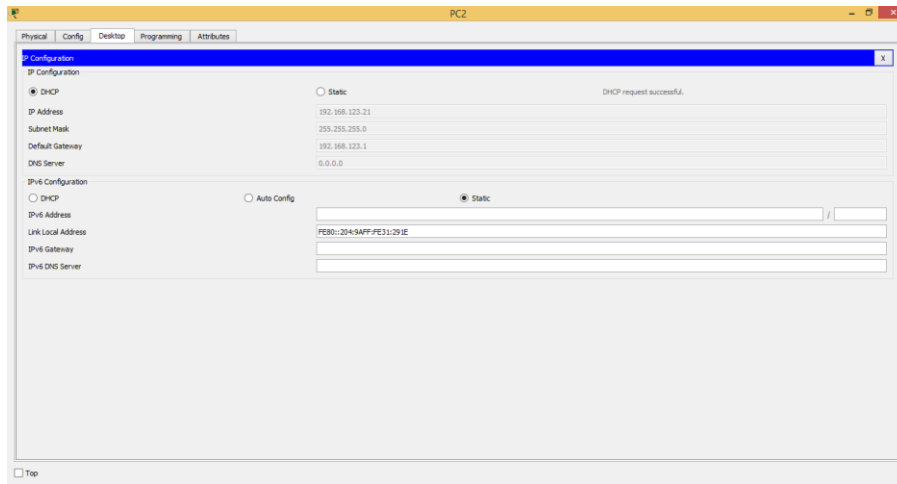 PC2
Physical Config Desktop Programming Attributes
IP Configuration X
IP Configuration
DHCP Static DHCP request successful.
IP Address 192.168.123.21
Subnet Mask 255.255.255.0
Default Gateway 192.168.123.1
DNS Server 0.0.0.0
IPv6 Configuration
DHCP Auto Config Static
IPv6 Address /
Link Local Address FE80::204:9AFF:FE31:291E
IPv6 Gateway
IPv6 DNS Server
Top